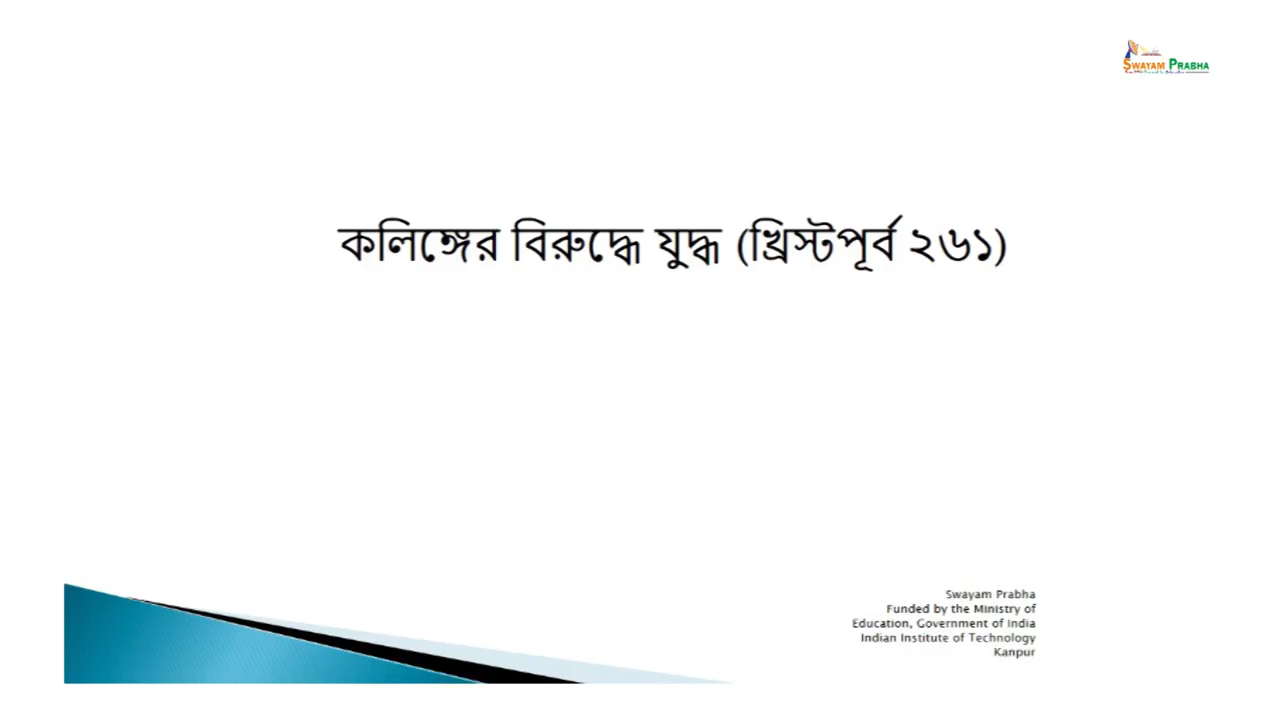 SWAYAM PRABHA
কলিঙ্গের বিরুদ্ধে যুদ্ধ (খ্রিস্টপূর্ব ২৬১)
Swayam Prabha
Funded by the Ministry of
Education, Government of India
Indian Institute of Technology
Kanpur